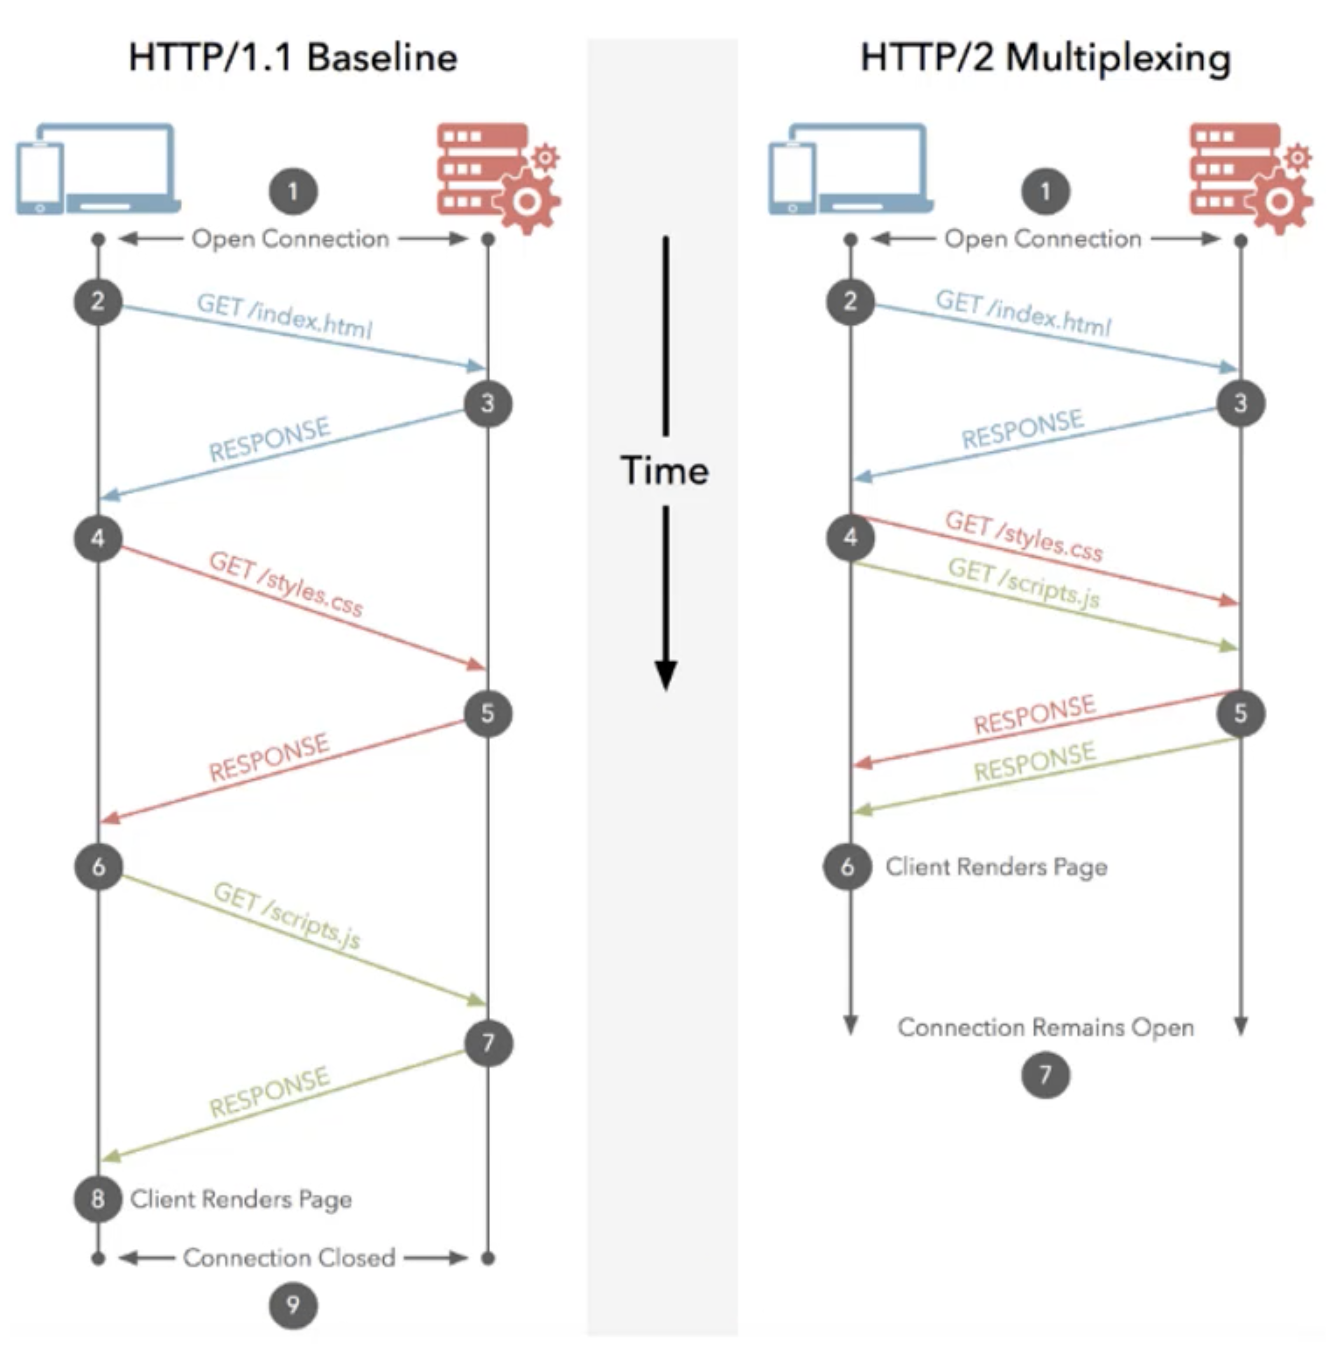 HTTP/1.1 Baseline
1
Open Connection
2
GET /index.html
3
RESPONSE
4
GET /styles.css
5
RESPONSE
6
GET /scripts.js
7
RESPONSE
8
Client Renders Page
Connection Closed
9
Time
HTTP/2 Multiplexing
1
Open Connection
2
GET /index.html
3
RESPONSE
4
GET /styles.css
GET /scripts.js
5
RESPONSE
RESPONSE
6
Client Renders Page
Connection Remains Open
7